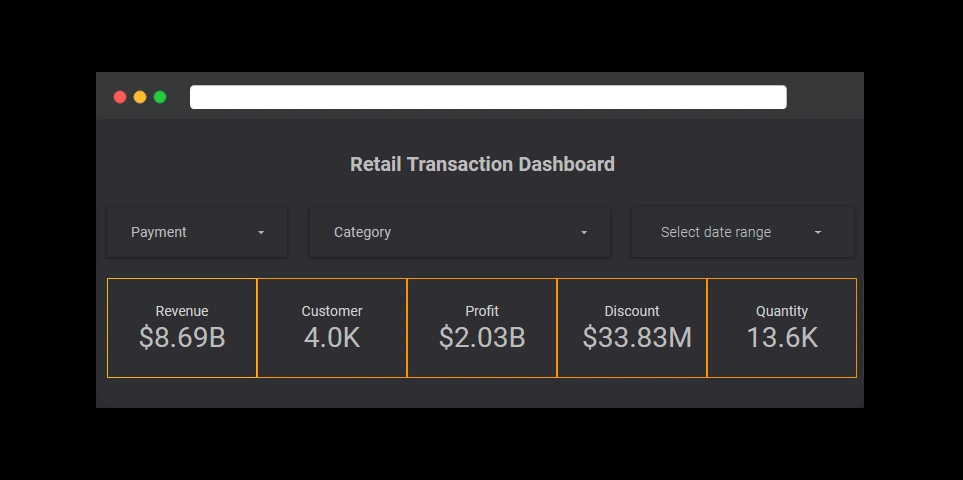 Retail Transaction Dashboard
Payment Category Select date range
Revenue Customer Profit Discount Quantity
$8.69B 4.0K $2.03B $33.83M 13.6K